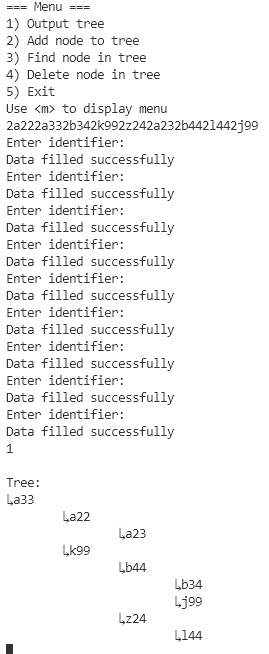 === Menu ===
1) Output tree
2) Add node to tree
3) Find node in tree
4) Delete node in tree
5) Exit
Use <m> to display menu
2a222a332b342k992z242a232b442l442j99
Enter identifier:
Data filled successfully
Enter identifier:
Data filled successfully
Enter identifier:
Data filled successfully
Enter identifier:
Data filled successfully
Enter identifier:
Data filled successfully
Enter identifier:
Data filled successfully
Enter identifier:
Data filled successfully
Enter identifier:
Data filled successfully
Enter identifier:
Data filled successfully
1
Tree:
↳a33
↳a22
↳a23
↳k99
↳b44
↳b34
↳j99
↳z24
↳l44